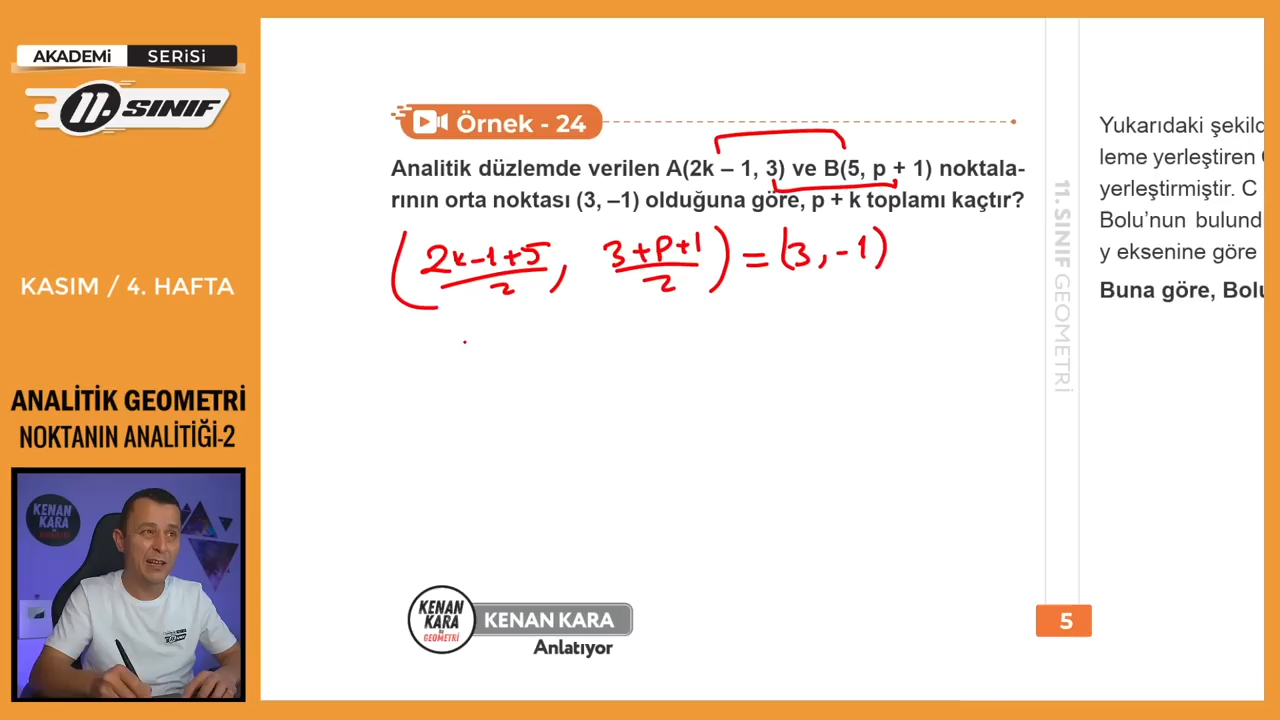 AKADEMİ SERİSİ
11. SINIF
KASIM / 4. HAFTA
ANALİTİK GEOMETRİ
NOKTANIN ANALİTİĞİ-2
KENAN
KARA
Örnek - 24
Analitik düzlemde verilen A(2k – 1, 3) ve B(5, p + 1) noktala-
rının orta noktası (3, –1) olduğuna göre, p + k toplamı kaçtır?
(2k-1+5/2, 3+p+1/2) = (3, -1)
KENAN
KARA
ile
GEOMETRİ
KENAN KARA
Anlatıyor
11. SINIF GEOMETRİ
5
Yukarıdaki şekild
leme yerleştiren
yerleştirmiştir. C
Bolu’nun bulund
y eksenine göre
Buna göre, Bolu